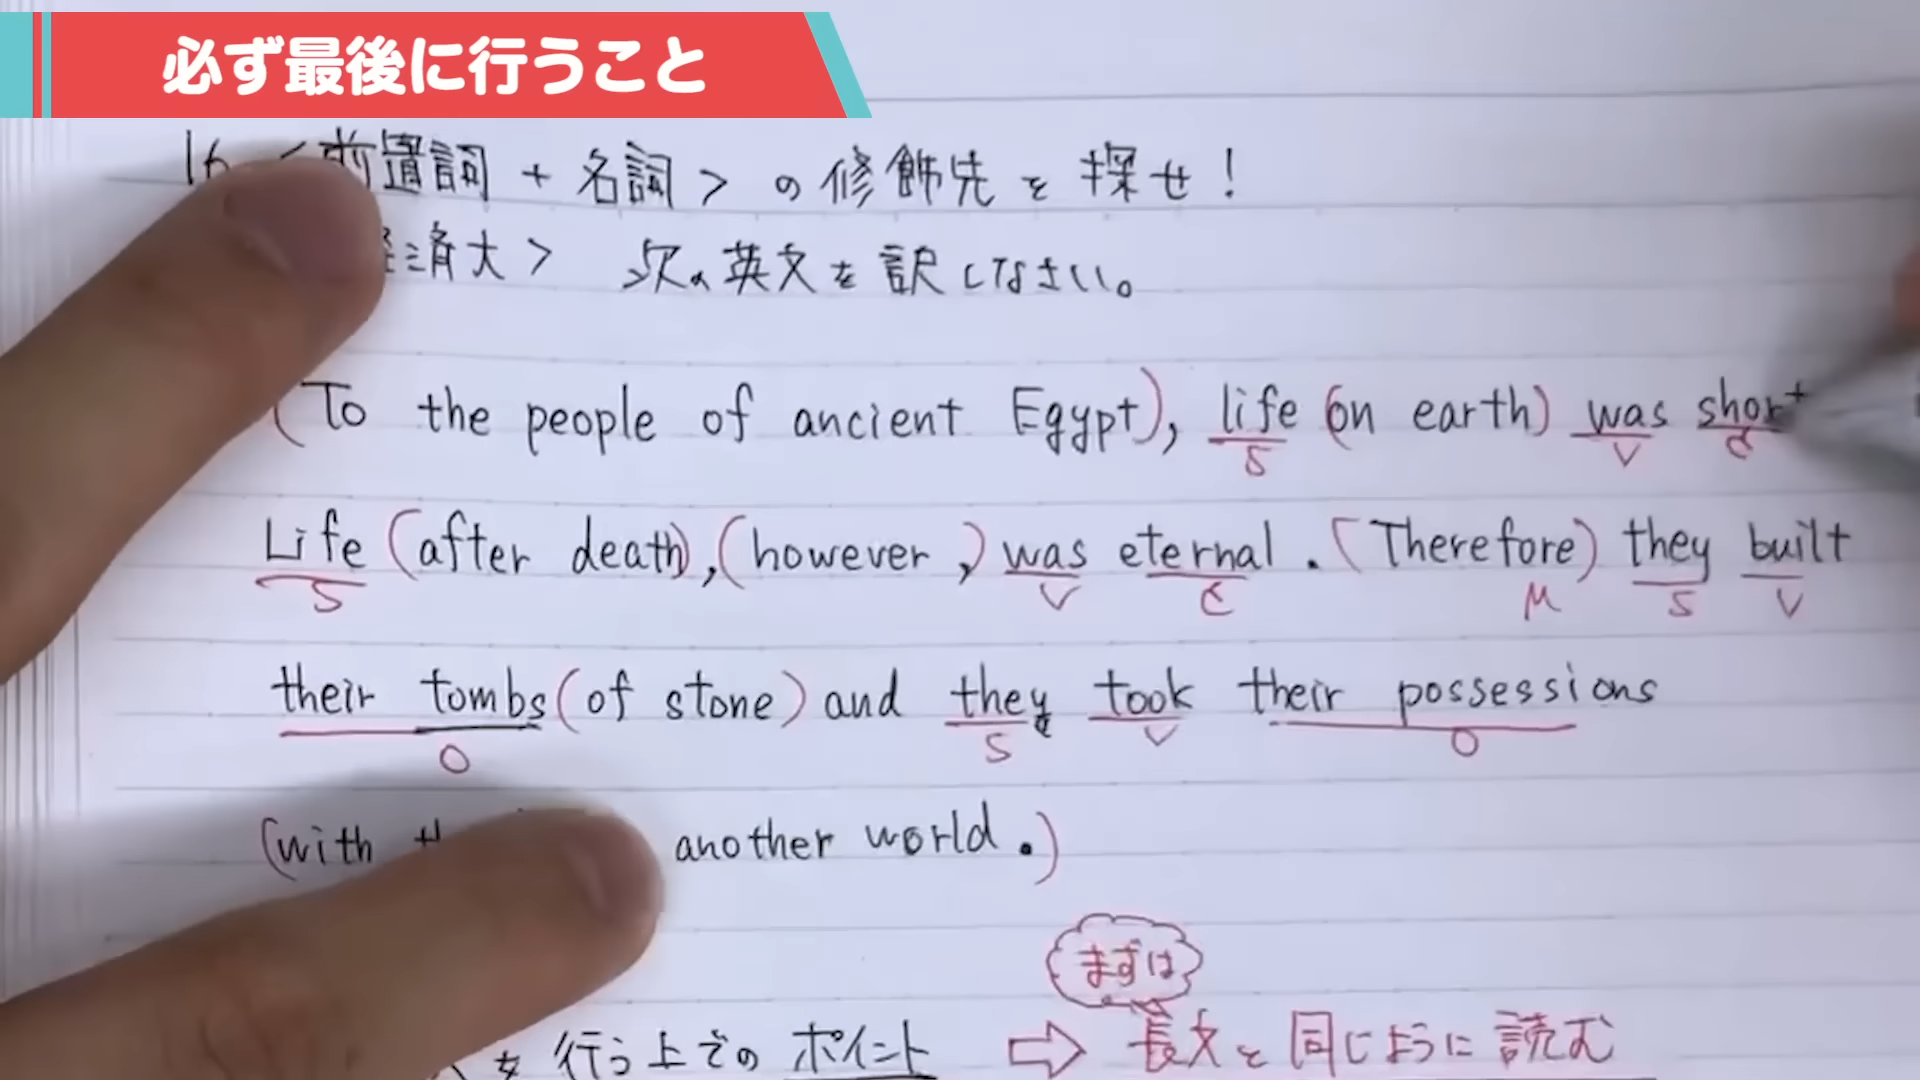 必ず最後に行うこと
16 <前置詞 + 名詞> の修飾先を探せ!
済大> 次の英文を訳しなさい。
(To the people of ancient Egypt), life (on earth) was short
S V C
Life (after death), (however,) was eternal. (Therefore) they built
S V C M S V
their tombs (of stone) and they took their possessions
O S V O
(with another world.)
まずは
を行う上でのポイント ⇨ 長文と同じように読む